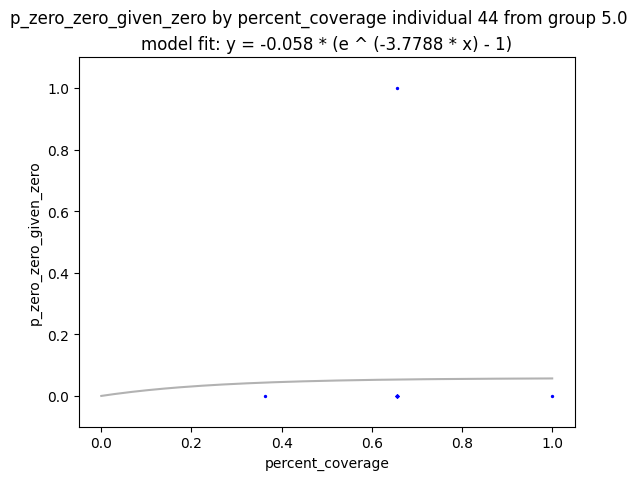 p_zero_zero_given_zero by percent_coverage individual 44 from group 5.0
model fit: y = -0.058 * (e ^ (-3.7788 * x) - 1)
1.0
0.8
0.6
0.4
0.2
0.0
p_zero_zero_given_zero
0.0 0.2 0.4 0.6 0.8 1.0
percent_coverage